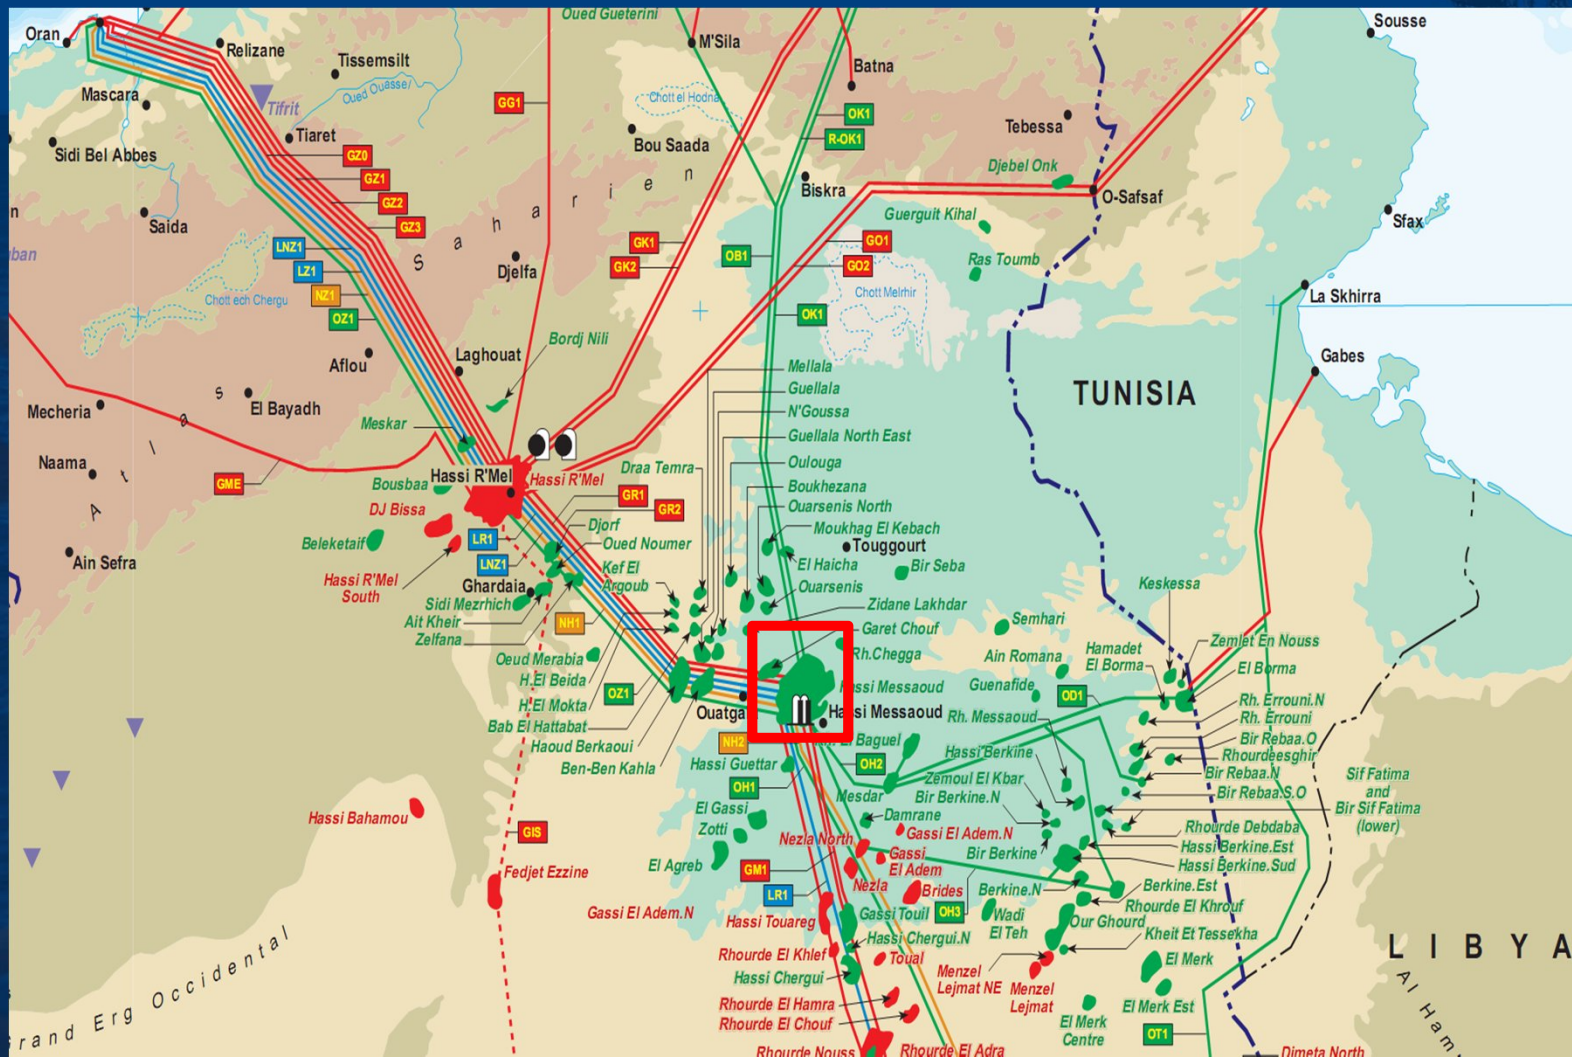 Oran
Relizane
Tissemsilt
Oued Ouasse/
Mascara
Tifrit
Tiaret
Sidi Bel Abbes
Saida
Chott ech Chergu
GZ0
GZ1
GZ2
GZ3
LNZ1
LZ1
NZ1
OZ1
Aflou
Laghouat
Mecheria
El Bayadh
Naama
Ain Sefra
Atlas
Saharien
GME
GG1
Oued Gueterini
M'Sila
Chott el Hodna
Bou Saada
Batna
OK1
R-OK1
Biskra
Djelfa
GK1
GK2
OB1
GO1
GO2
OK1
Chott Melrhir
Tebessa
Djebel Onk
O-Safsaf
Guerguit Kihal
Ras Toumb
Sousse
Sfax
La Skhirra
Gabes
TUNISIA
Bordj Nili
Meskar
Hassi R'Mel
Hassi R'Mel
Bousbaa
DJ Bissa
Beleketaif
Hassi R'Mel
South
Ghardaia
LR1
LNZ1
GR1
GR2
Djorf
Oued Noumer
Kef El
Argoub
Draa Temra
Sidi Mezrhich
Ait Kheir
Zelfana
NH1
Mellala
Guellala
N'Goussa
Guellala North East
Oulouga
Boukhezana
Ouarsenis North
Moukhag El Kebach
Touggourt
El Haicha
Bir Seba
Ouarsenis
Zidane Lakhdar
Garet Chouf
Rh.Chegga
Oeud Merabia
H.El Beida
OZ1
H.El Mokta
Bab El Hattabat
Haoud Berkaoui
Ben-Ben Kahla
Hassi Messaoud
Hassi Messaoud
El Baguel
NH2
Hassi Guettar
OH1
OH2
Mesdar
Semhari
Ain Romana
Guenafide
OD1
Rh. Messaoud
Hassi Berkine
Zemoul El Kbar
Bir Berkine.N
Keskessa
Hamadet
El Borma
Zemlet En Nouss
El Borma
Rh. Errouni.N
Rh. Errouni
Bir Rebaa.O
Rhourdeesghir
Bir Rebaa.N
Bir Rebaa.S.O
Sif Fatima
and
Bir Sif Fatima
(lower)
Rhourde Debdaba
Hassi Berkine.Est
Hassi Berkine.Sud
Bir Berkine
Berkine.N
Berkine.Est
Rhourde El Khrouf
Our Ghourd
Kheit Et Tessekha
Wadi
El Teh
El Merk
El Merk Est
El Merk
Centre
OT1
Menzel
Lejmat NE
Menzel
Lejmat
El Gassi
Zotti
El Agreb
Damrane
Nezla North
Gassi El Adem.N
Gassi
El Adem
GM1
LR1
Nezla
Brides
OH3
Gassi Touil
Hassi Touareg
Gassi El Adem.N
Hassi Chergui.N
Rhourde El Khlef
Toual
Hassi Chergui
Rhourde El Hamra
Rhourde El Chouf
Rhourde Nouss
Rhourde El Adra
Hassi Bahamou
GIS
Fedjet Ezzine
Grand Erg Occidental
LIBYA
Al Ham
Dimeta North